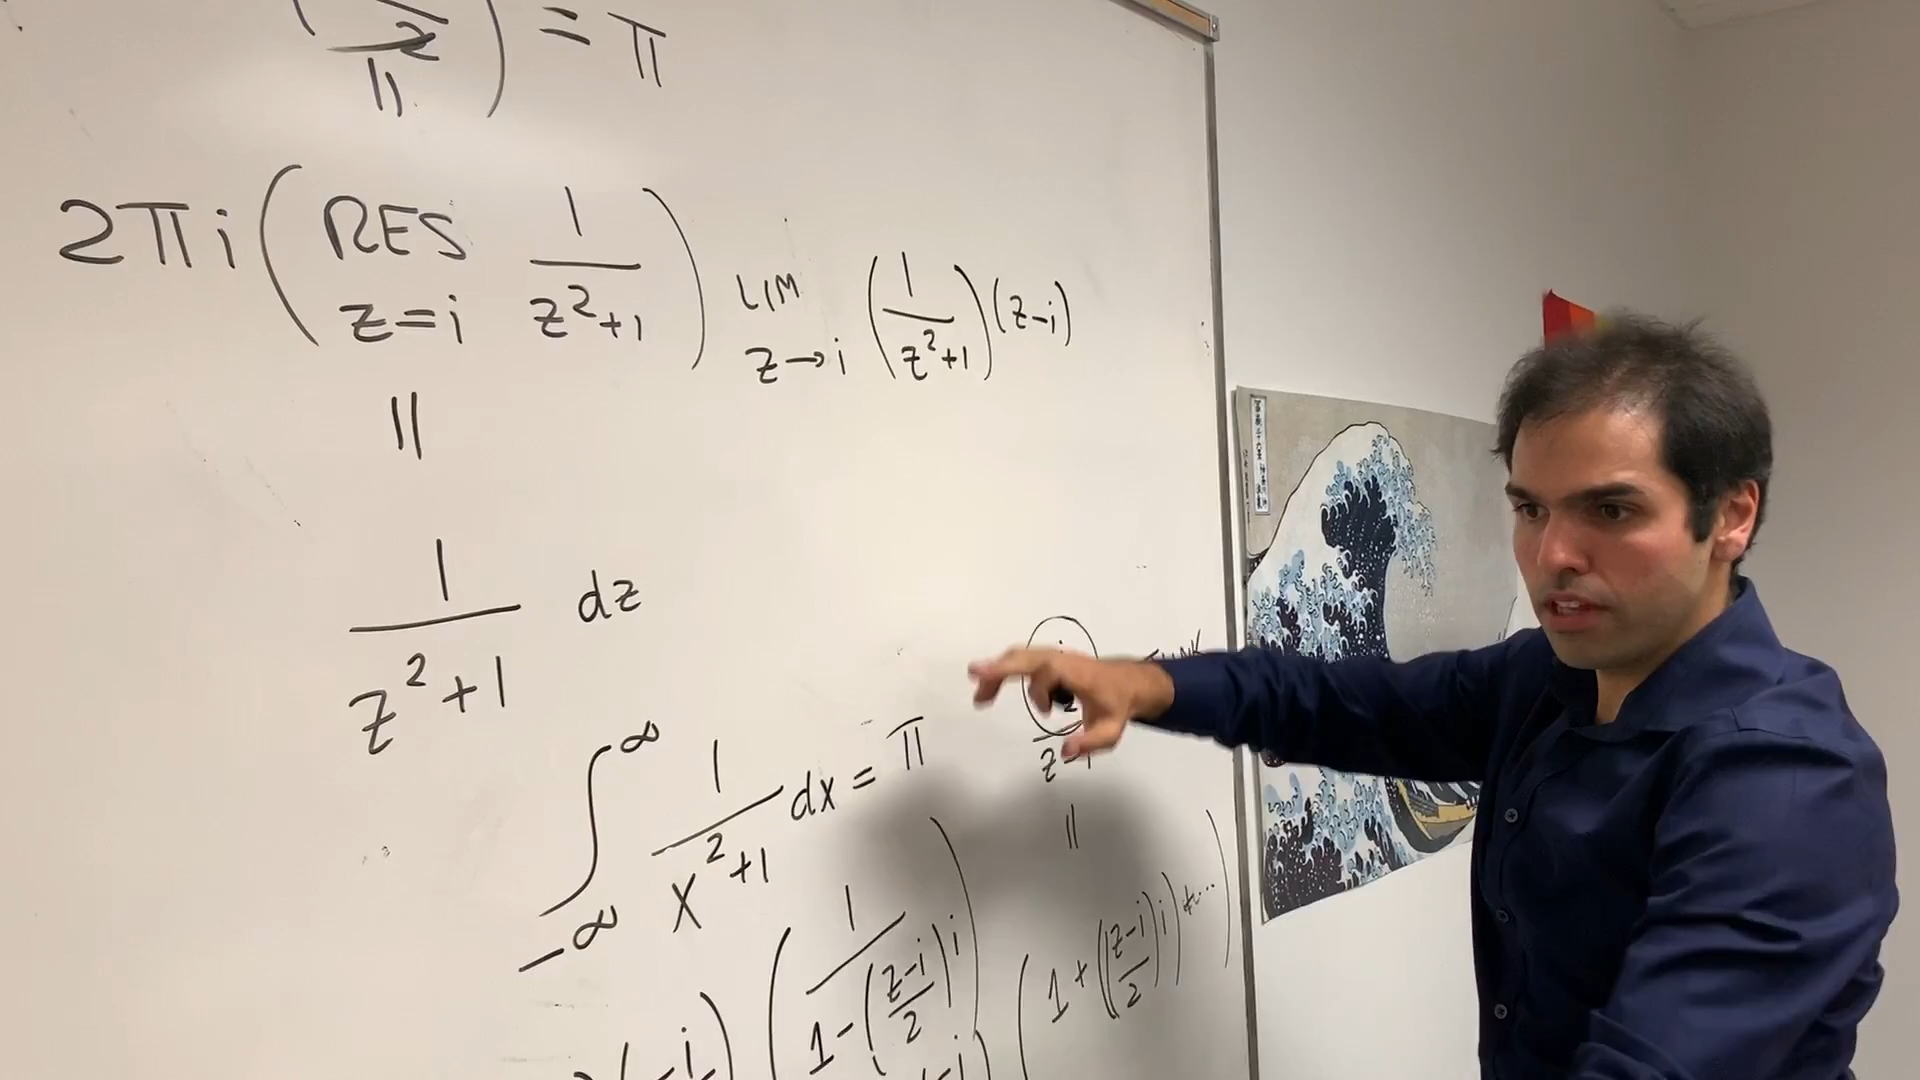 2 / π ) = π
2πi ( RES z=i 1/(z²+1) ) LIM z→i (1/(z²+1)) (z-i)
||
1/(z²+1) dz
∫_{-∞}^{∞} 1/(x²+1) dx = π
||
( 1/(1-((z-i)/2)i) ) ( 1+((z-i)/2)i)